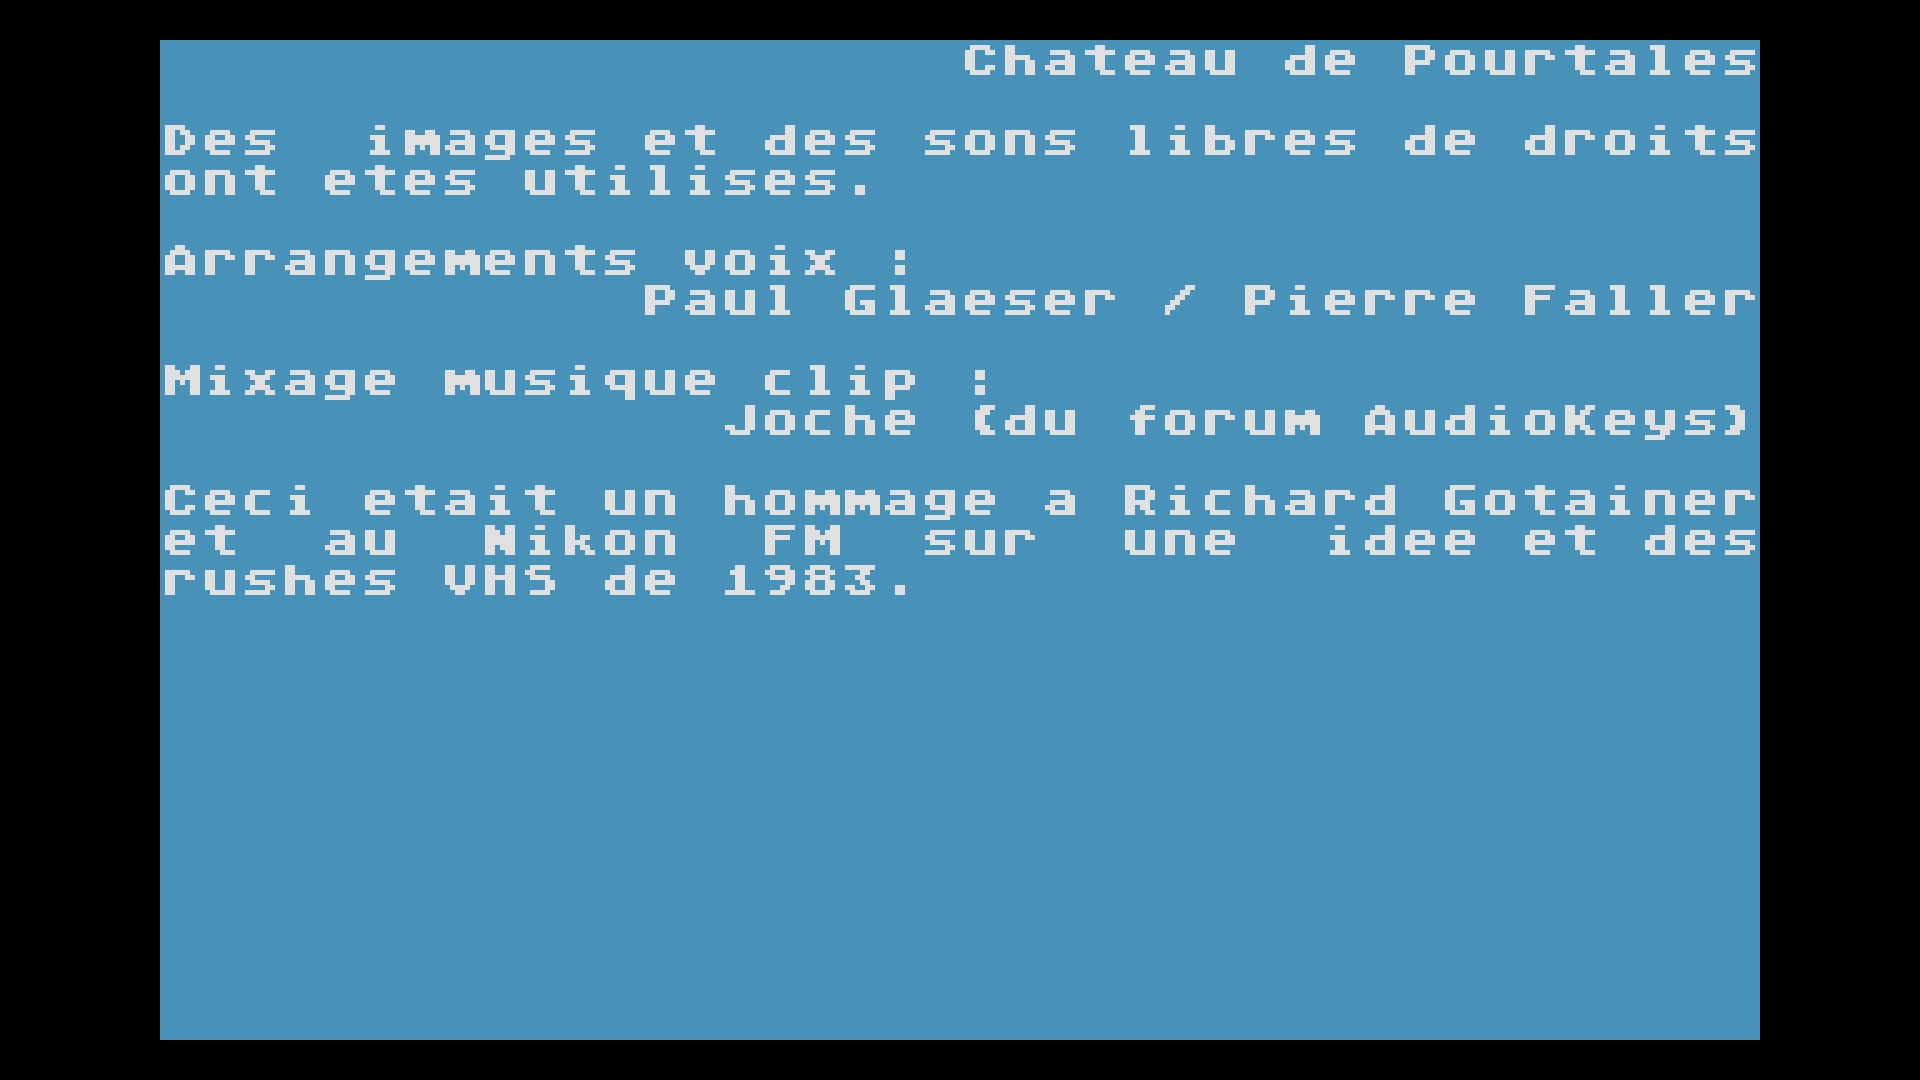 Chateau de Pourtales
Des  images et des sons libres de droits
ont etes utilises.
Arrangements voix :
Paul Glaeser / Pierre Faller
Mixage musique clip :
Joche (du forum AudioKeys)
Ceci etait un hommage a Richard Gotainer
et  au  Nikon  FM  sur  une  idee et des
rushes VHS de 1983.